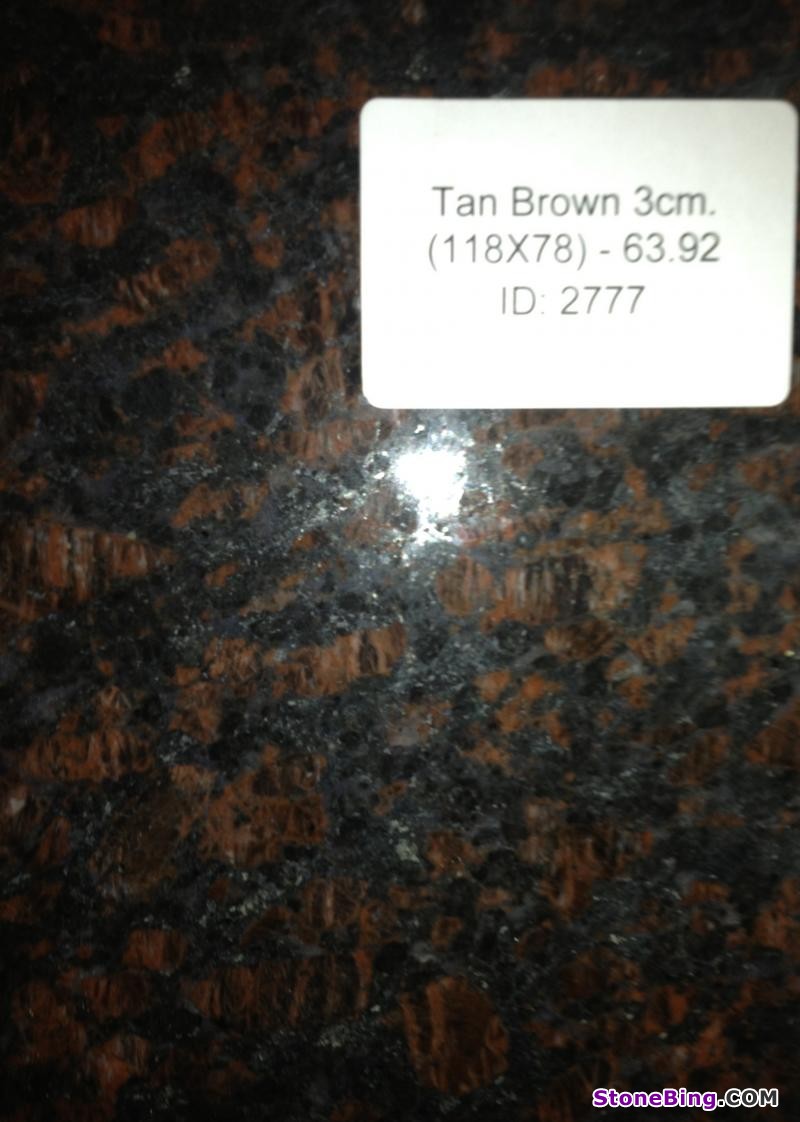 Tan Brown 3cm.
(118X78) - 63.92
ID: 2777
StoneBing.COM